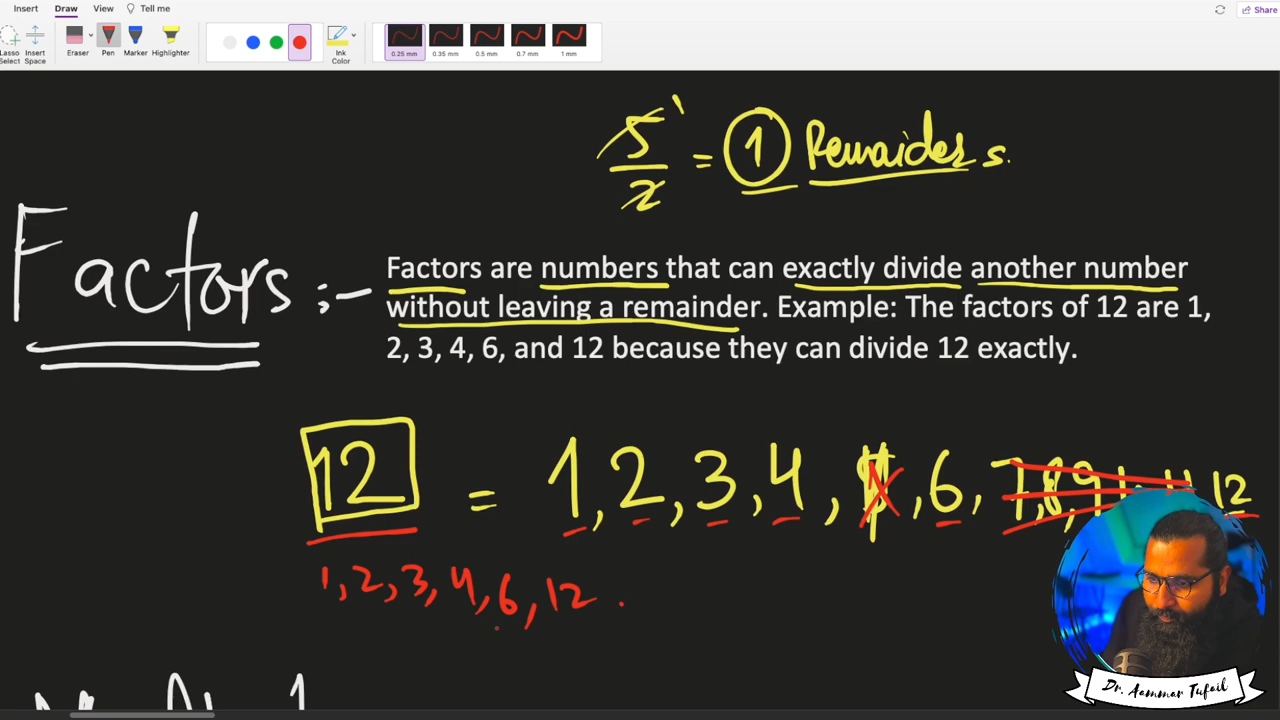 Insert Draw View Tell me Share
Lasso Select Insert Space Eraser Pen Marker Highlighter Ink Color 0.25 mm 0.35 mm 0.5 mm 0.7 mm 1 mm
5 1
— = 1 Remaider s.
2
Factors :-
Factors are numbers that can exactly divide another number
without leaving a remainder. Example: The factors of 12 are 1,
2, 3, 4, 6, and 12 because they can divide 12 exactly.
12 = 1, 2, 3, 4, , 6, 7, 8, 9, 12
1, 2, 3, 4, 6, 12 .
Dr. Aammar Tufail